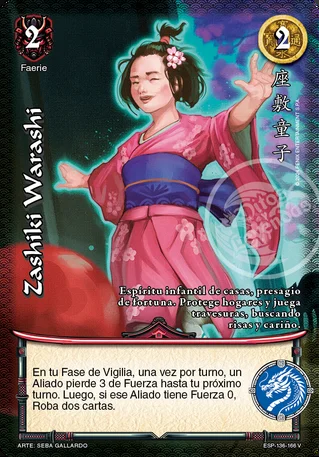 2
2
Faerie
座敷童子
Zashiki Warashi
Espíritu infantil de casas, presagio
de fortuna. Protege hogares y juega
travesuras, buscando
risas y cariño.
En tu Fase de Vigilia, una vez por turno, un
Aliado pierde 3 de Fuerza hasta tu próximo
turno. Luego, si ese Aliado tiene Fuerza 0,
Roba dos cartas.
ARTE: SEBA GALLARDO
ESP-136-166 V